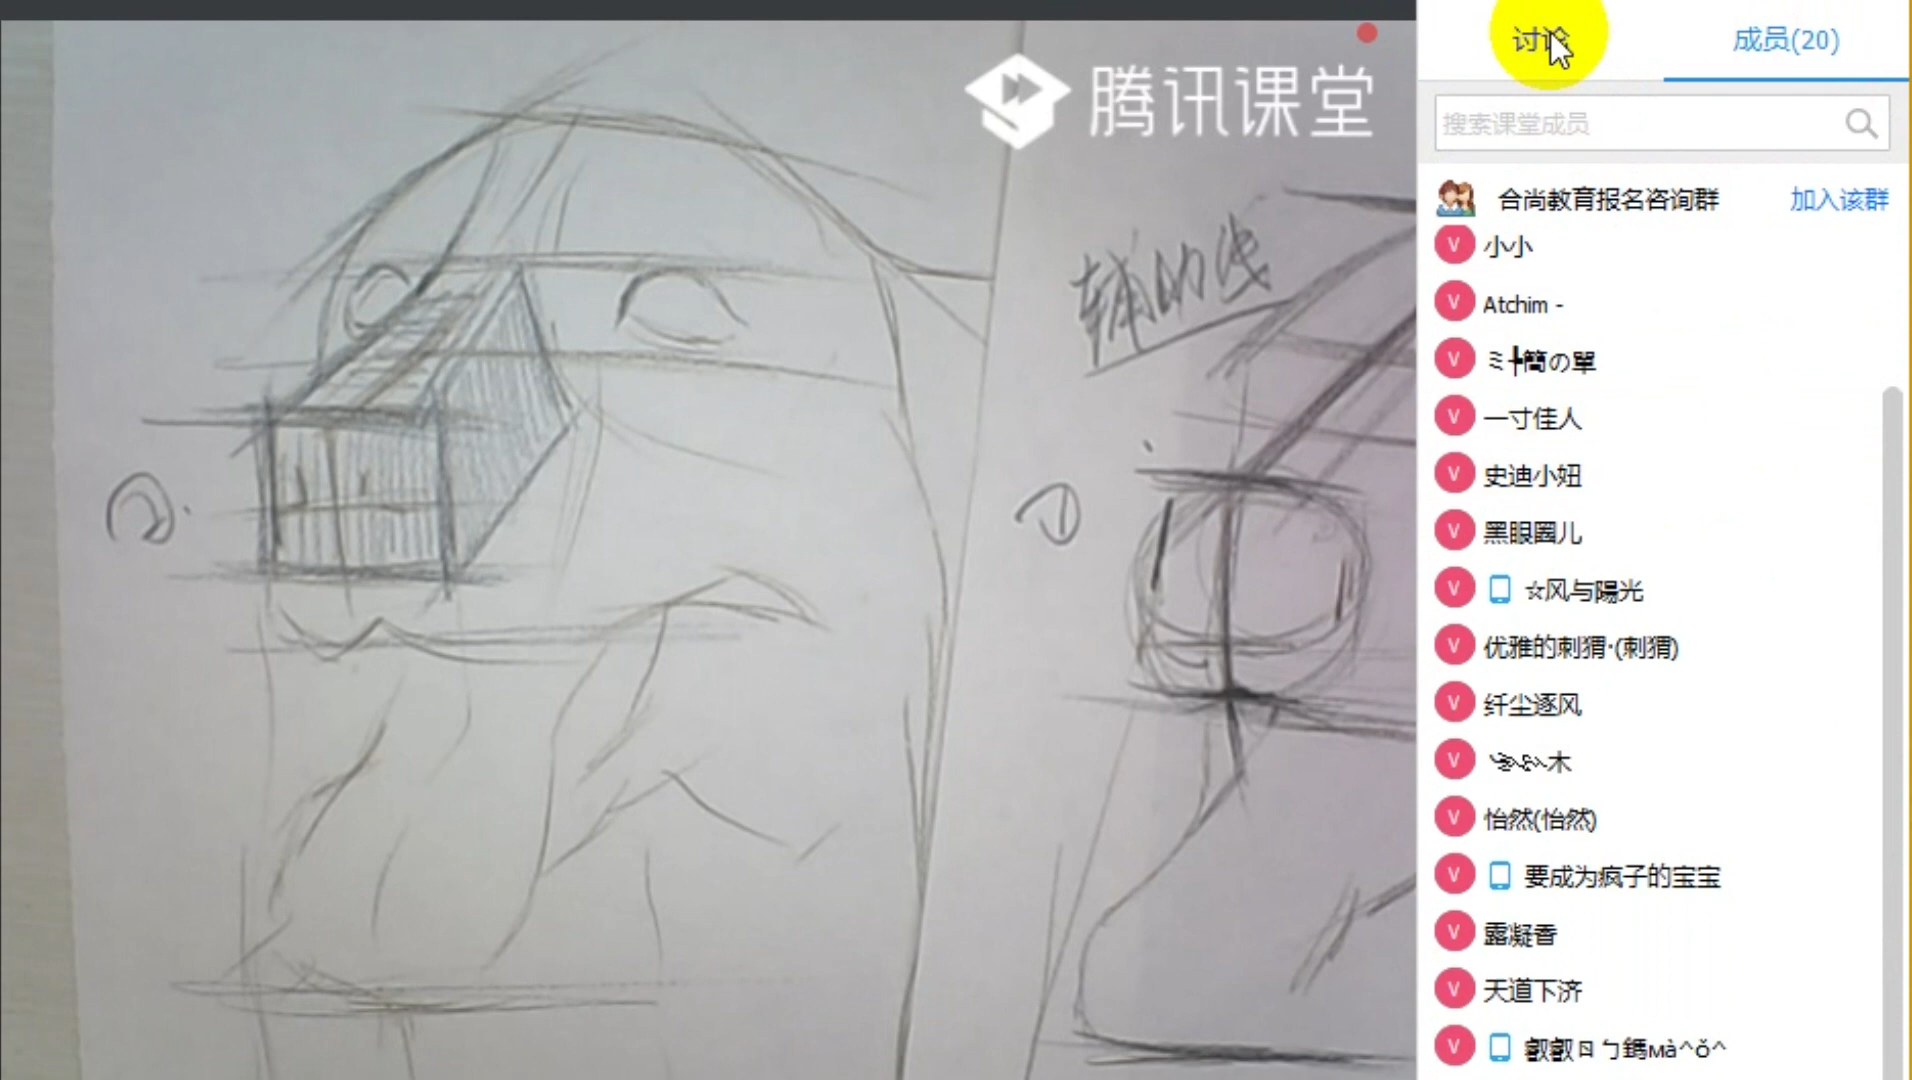 讨论
成员(20)
搜索课堂成员
腾讯课堂
合尚教育报名咨询群 加入该群
小小
Atchim -
一寸佳人
史迪小妞
黑眼圈儿
☆风与陽光
优雅的刺猬·(刺猬)
纤尘逐风
木
怡然(怡然)
要成为疯子的宝宝
露凝香
天道下济
辅助线
②.
①